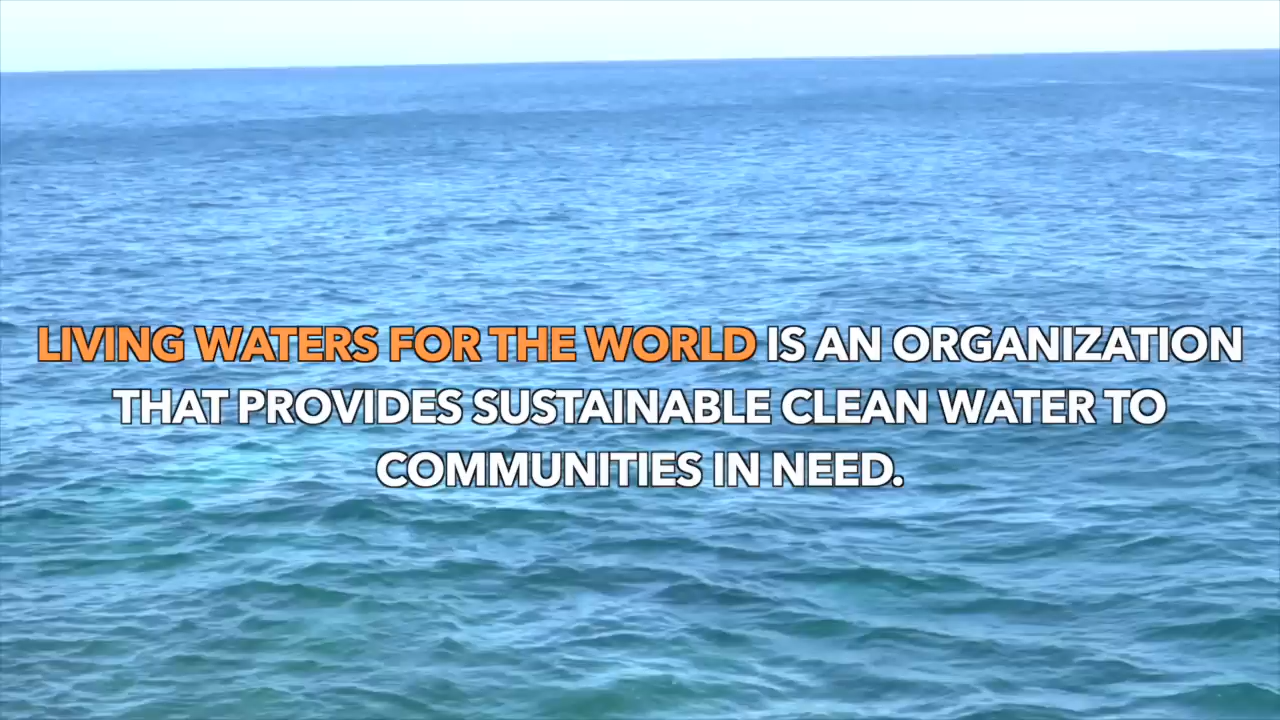 LIVING WATERS FOR THE WORLD IS AN ORGANIZATION
THAT PROVIDES SUSTAINABLE CLEAN WATER TO
COMMUNITIES IN NEED.